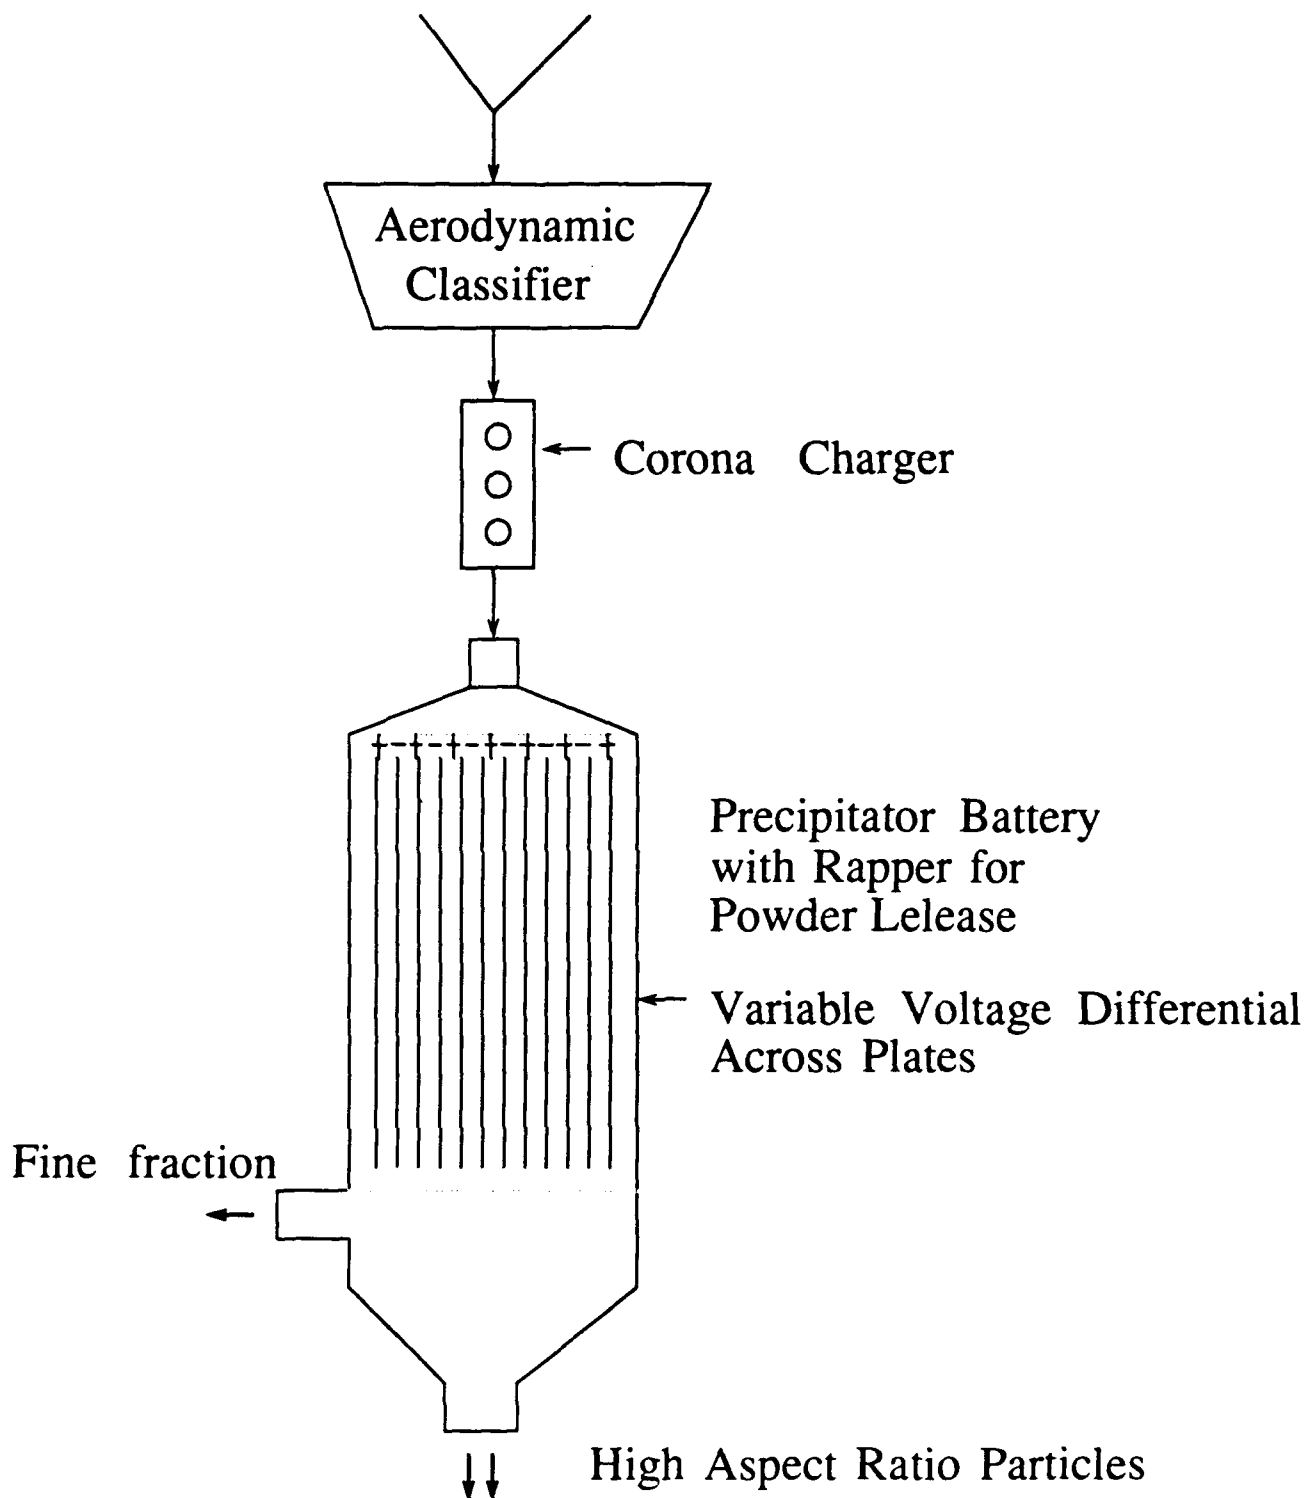 Aerodynamic
Classifier
Corona Charger
Precipitator Battery
with Rapper for
Powder Lelease
Variable Voltage Differential
Across Plates
Fine fraction
High Aspect Ratio Particles